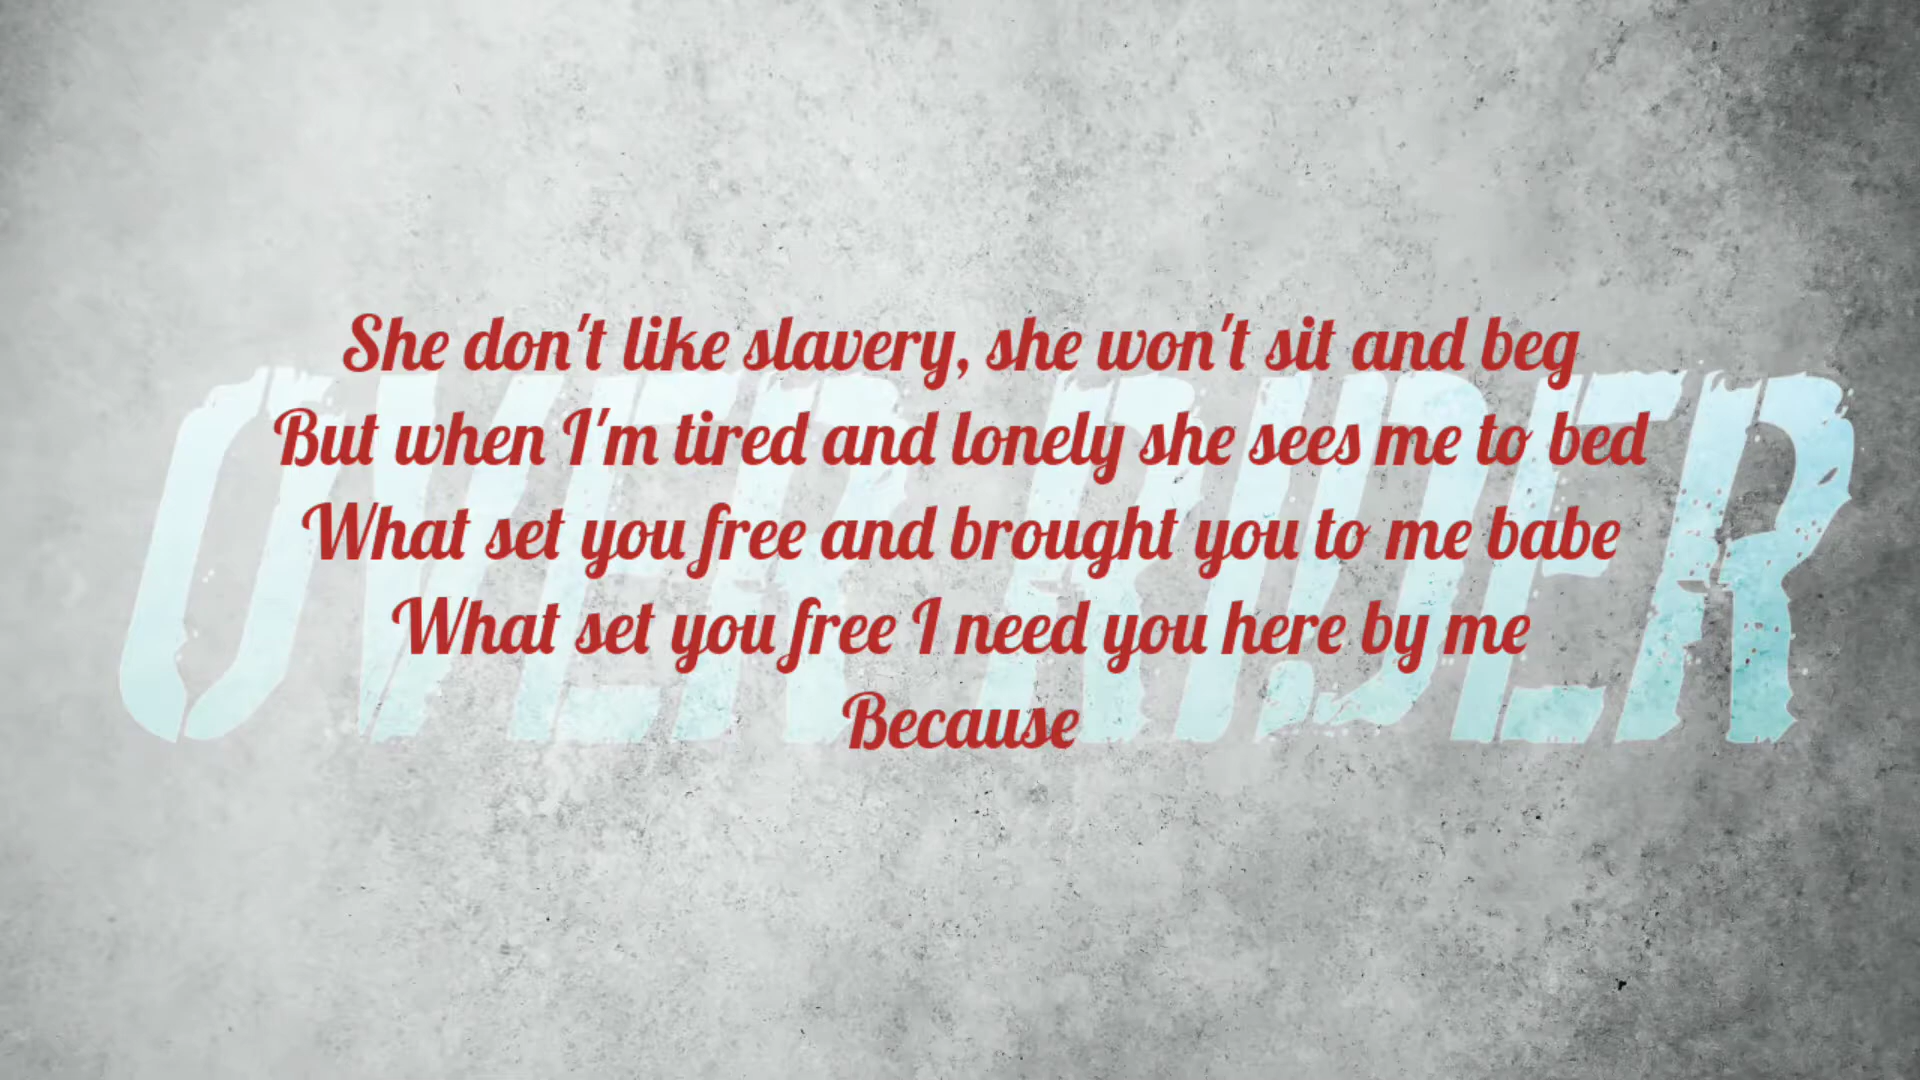 She don't like slavery, she won't sit and beg
But when I'm tired and lonely she sees me to bed
What set you free and brought you to me babe
What set you free I need you here by me
Because
OVER RIDER